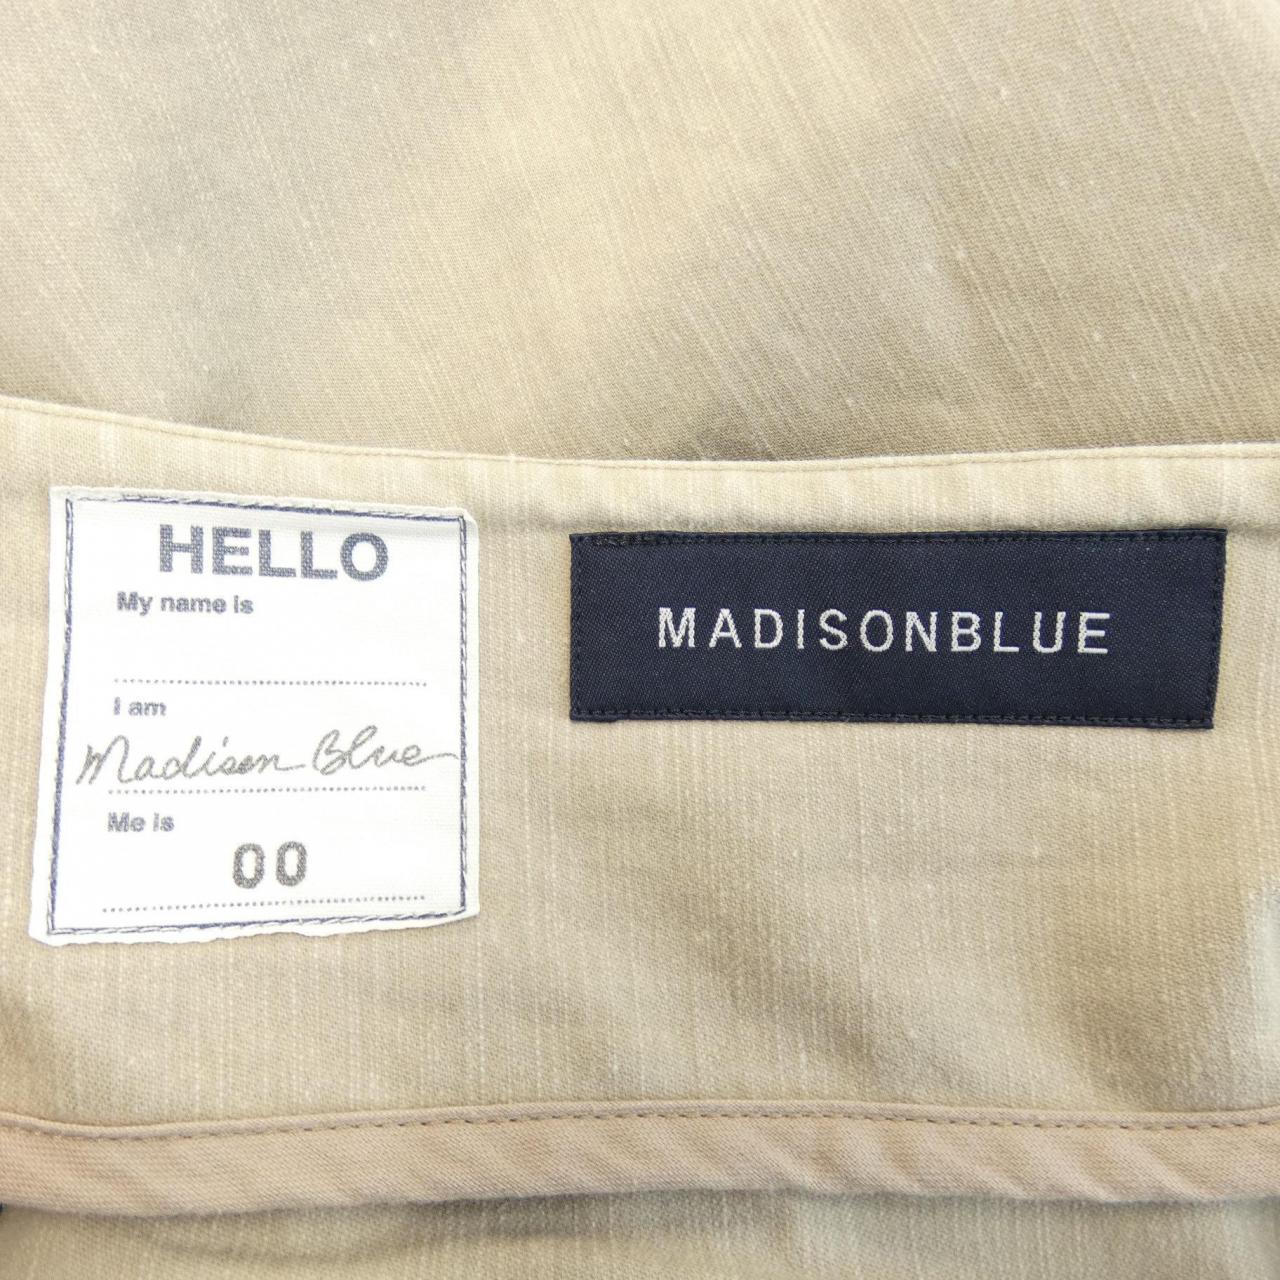 HELLO
My name is
I am
Madison Blue
Me is
00
MADISONBLUE